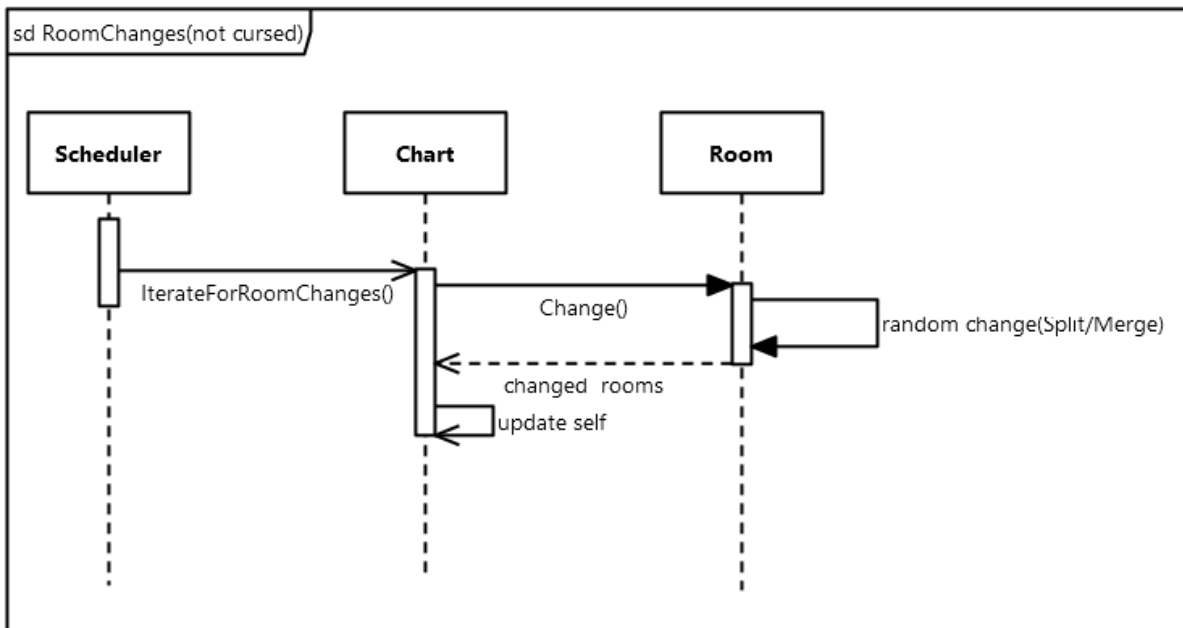 sd RoomChanges(not cursed)
Scheduler
Chart
Room
IterateForRoomChanges()
Change()
random change(Split/Merge)
changed rooms
update self